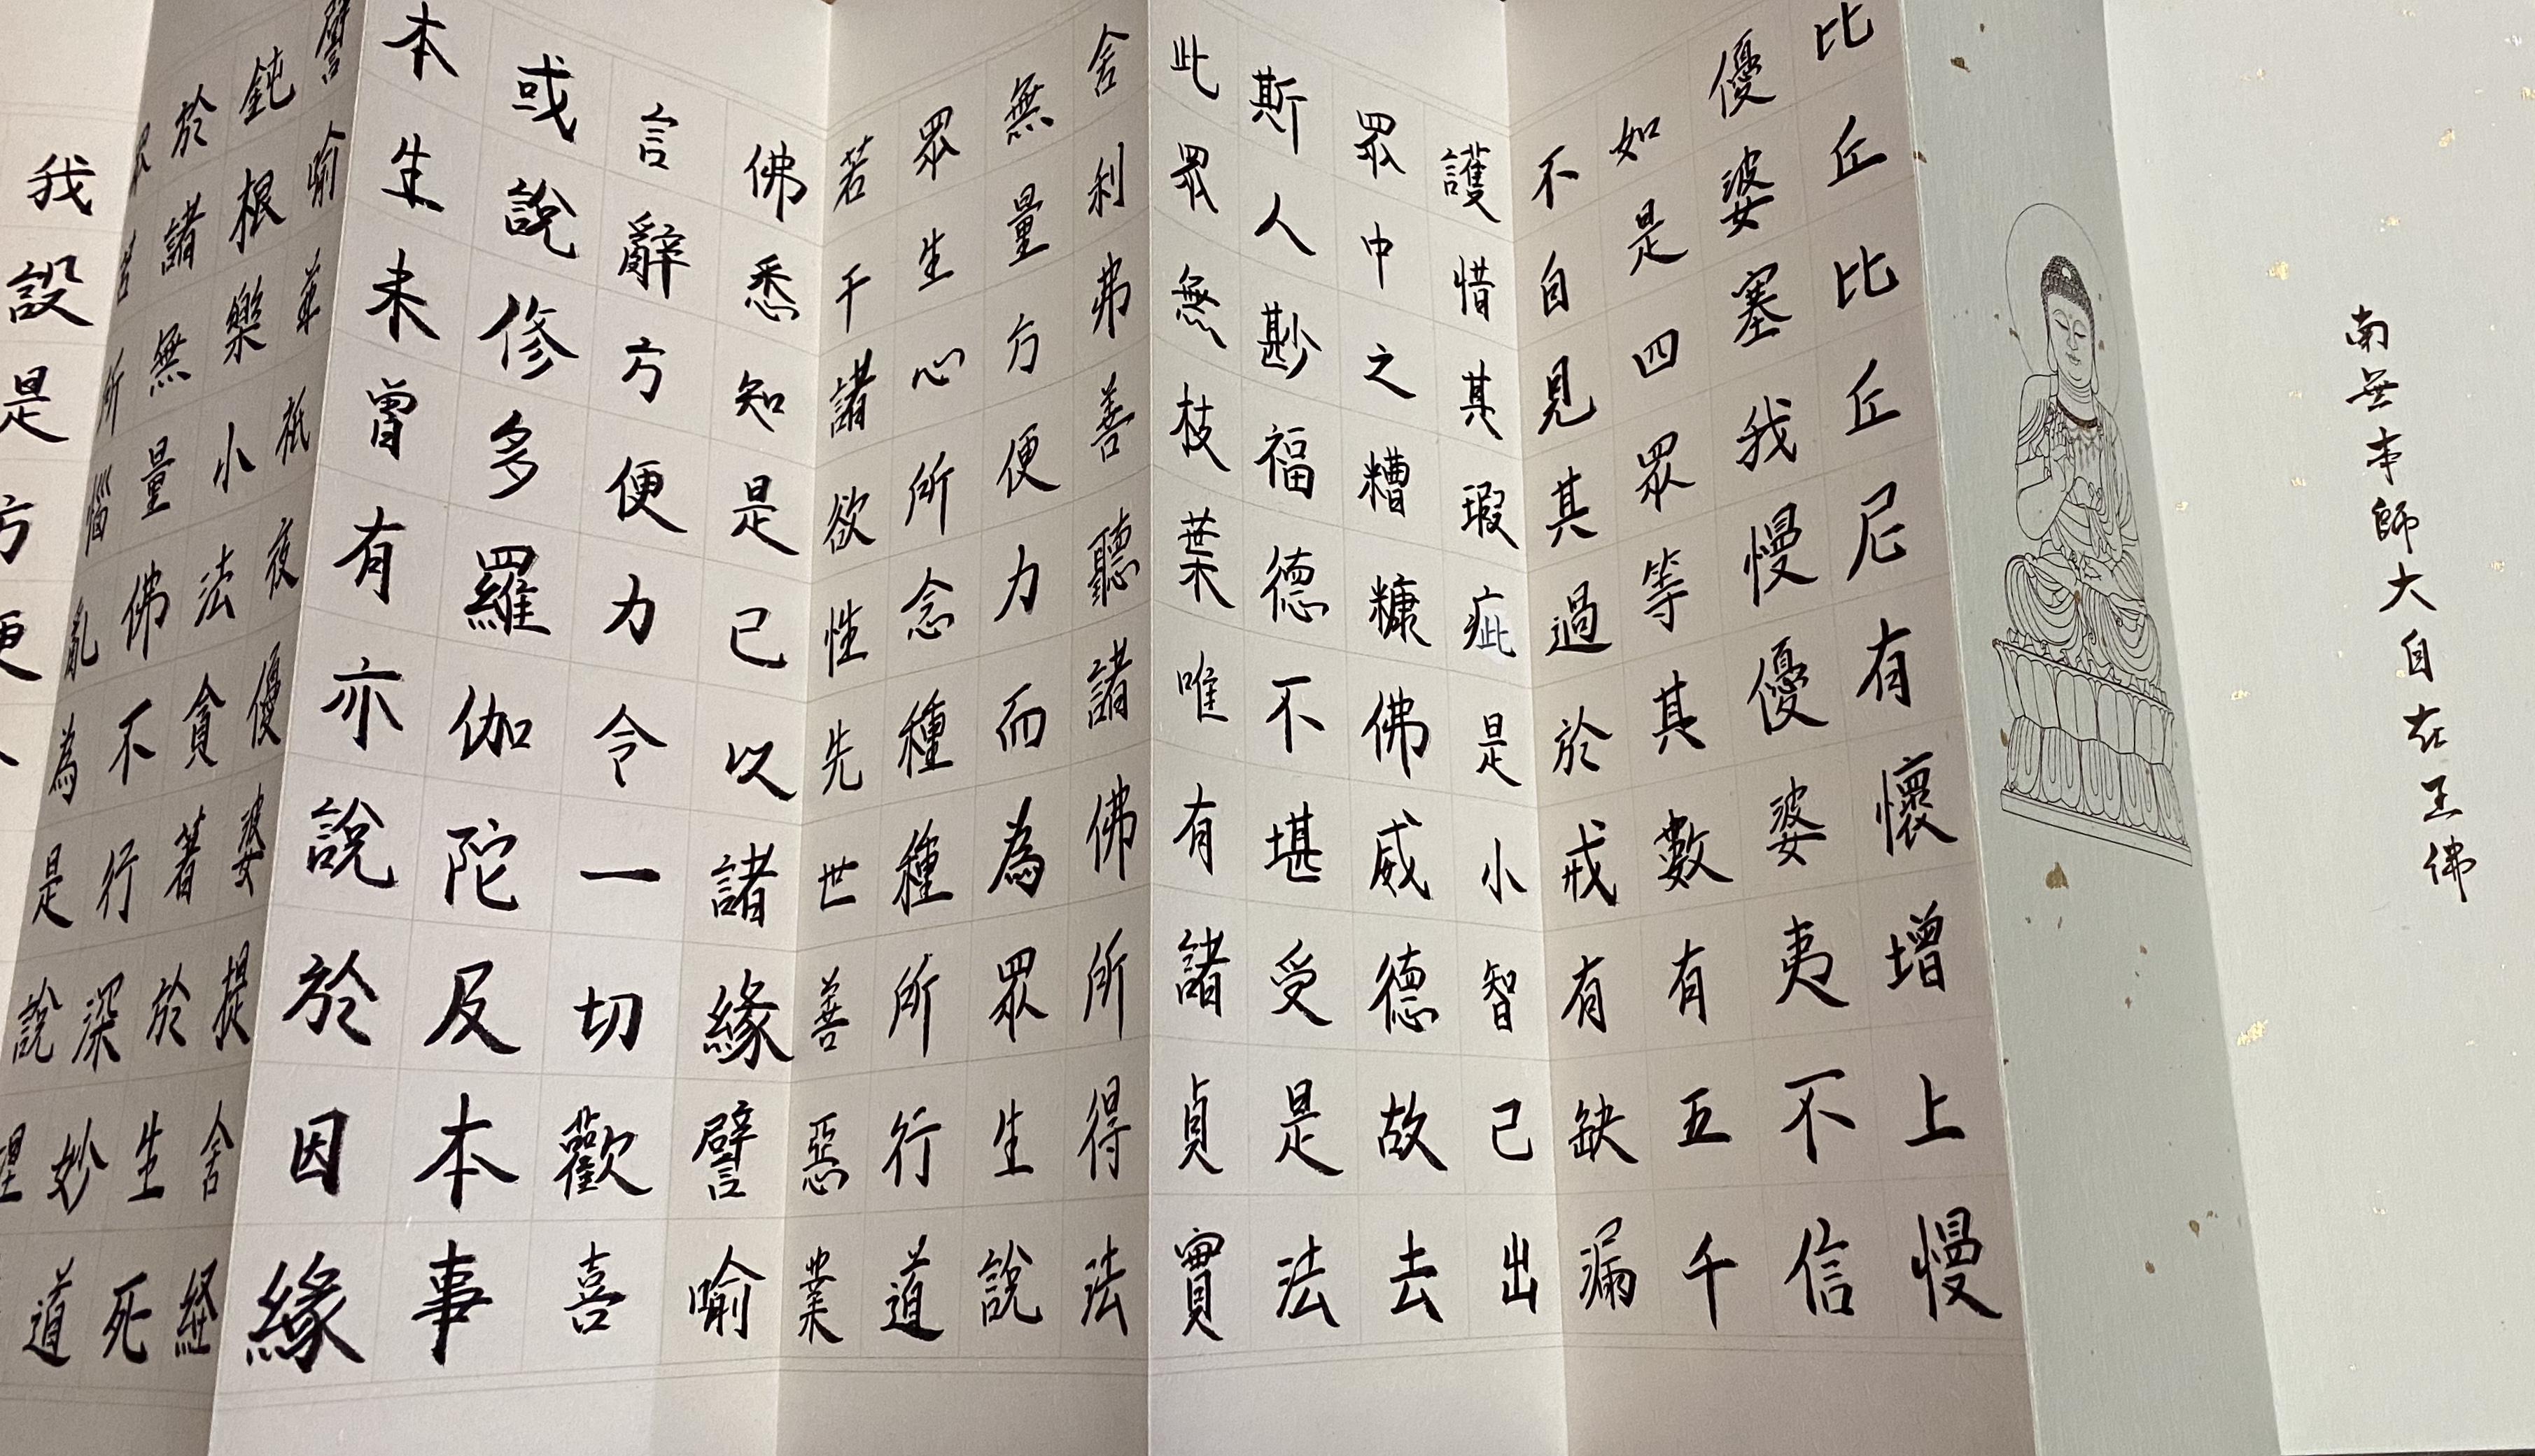 南無本師大自在王佛
比丘比丘尼有懷增上慢
優婆塞我慢優婆夷不信
如是四眾等其數有五千
不自見其過於戒有缺漏
護惜其瑕疵是小智已出
眾中之糟糠佛威德故去
斯人尠福德不堪受是法
此眾無枝葉唯有諸貞實
舍利弗善聽諸佛所得法
無量方便力而為眾生說
眾生心所念種種所行道
若干諸欲性先世善惡業
佛悉知是已以諸緣譬喻
言辭方便力令一切歡喜
或說修多羅伽陀及本事
本生未曾有亦說於因緣
譬喻並祇夜優婆提舍経
鈍根樂小法貪著於生死
於諸無量佛不行深妙道
眾苦所惱亂為是說
我設是方便